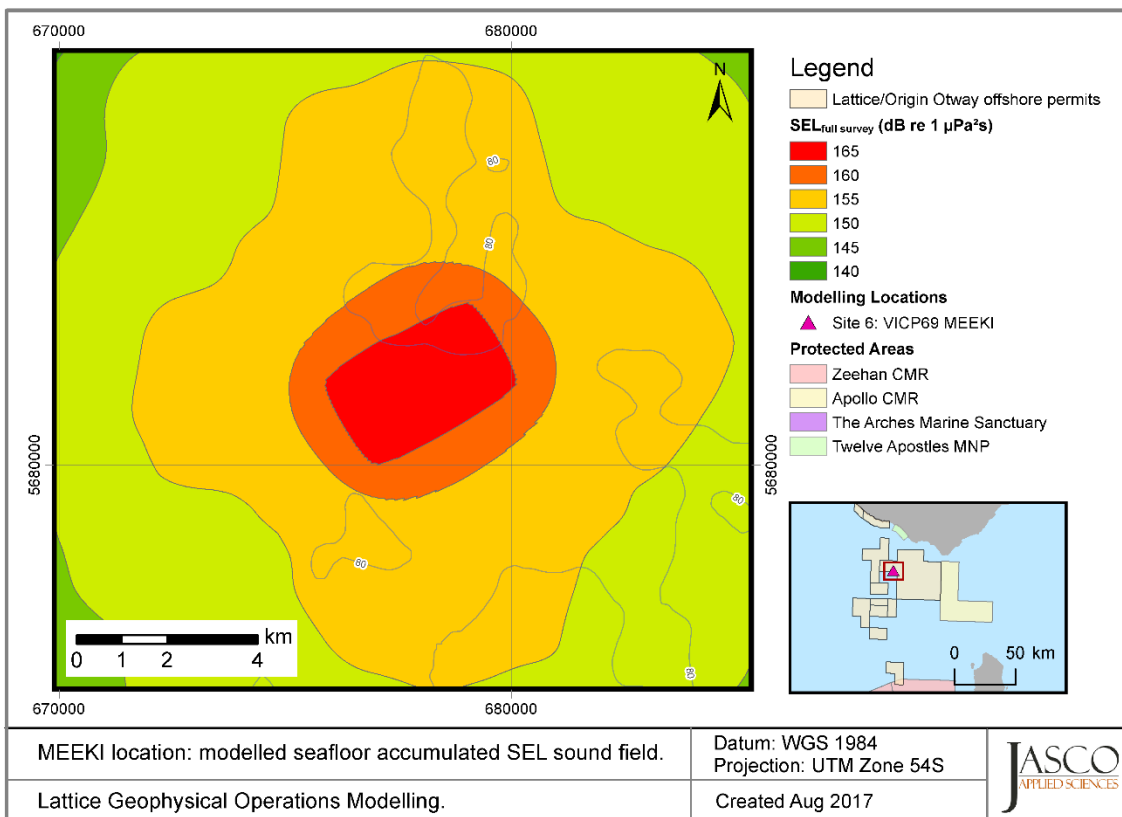 670000
680000
N
80
80
5680000
5680000
80
80
80
km
0 1 2 4
670000
680000
Legend
Lattice/Origin Otway offshore permits
SELfull survey (dB re 1 µPa²s)
165
160
155
150
145
140
Modelling Locations
Site 6: VICP69 MEEKI
Protected Areas
Zeehan CMR
Apollo CMR
The Arches Marine Sanctuary
Twelve Apostles MNP
0 50 km
MEEKI location: modelled seafloor accumulated SEL sound field.
Lattice Geophysical Operations Modelling.
Datum: WGS 1984
Projection: UTM Zone 54S
Created Aug 2017
JASCO
APPLIED SCIENCES